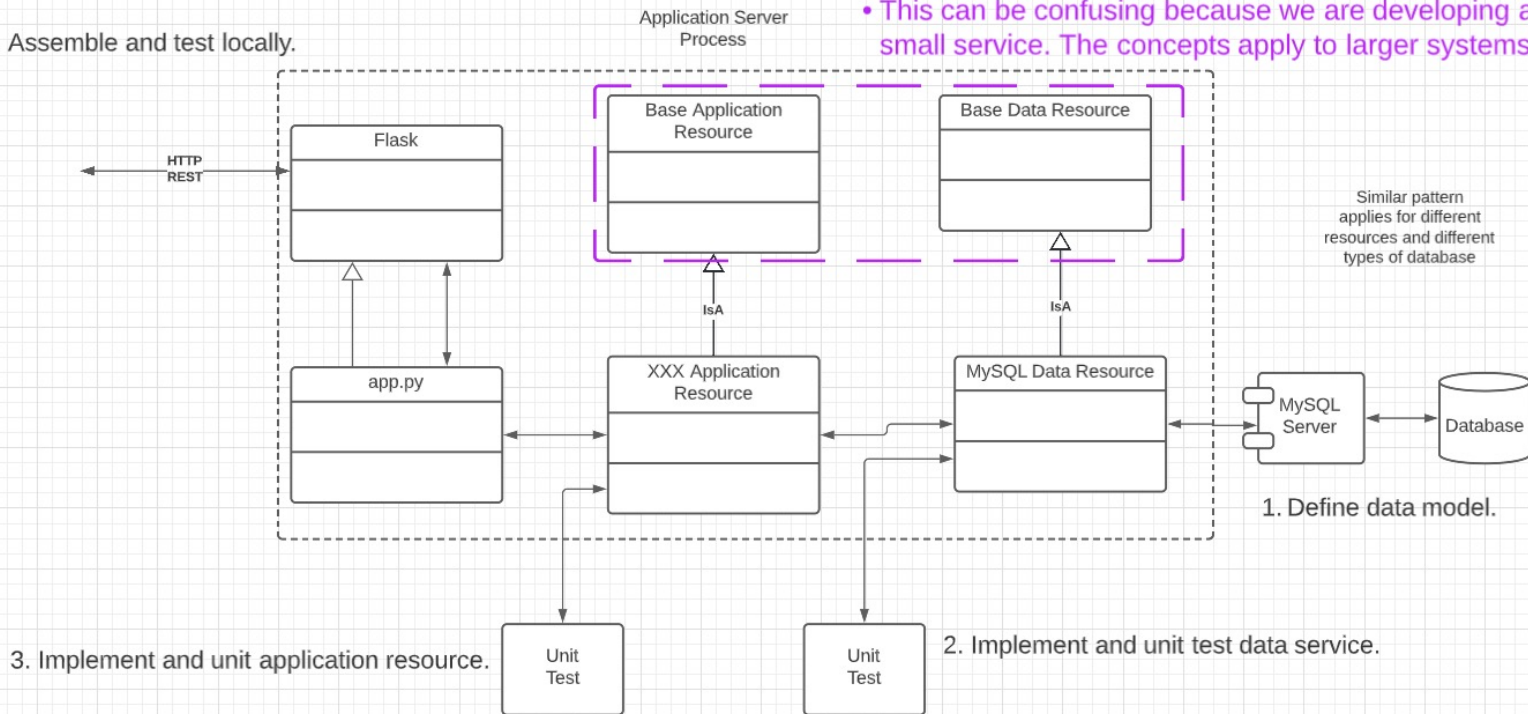 Application Server
Process
• This can be confusing because we are developing a
small service. The concepts apply to larger systems
Assemble and test locally.
Flask
Base Application
Resource
Base Data Resource
HTTP
REST
Similar pattern
applies for different
resources and different
types of database
IsA
IsA
app.py
XXX Application
Resource
MySQL Data Resource
MySQL
Server
Database
1. Define data model.
3. Implement and unit application resource.
Unit
Test
Unit
Test
2. Implement and unit test data service.